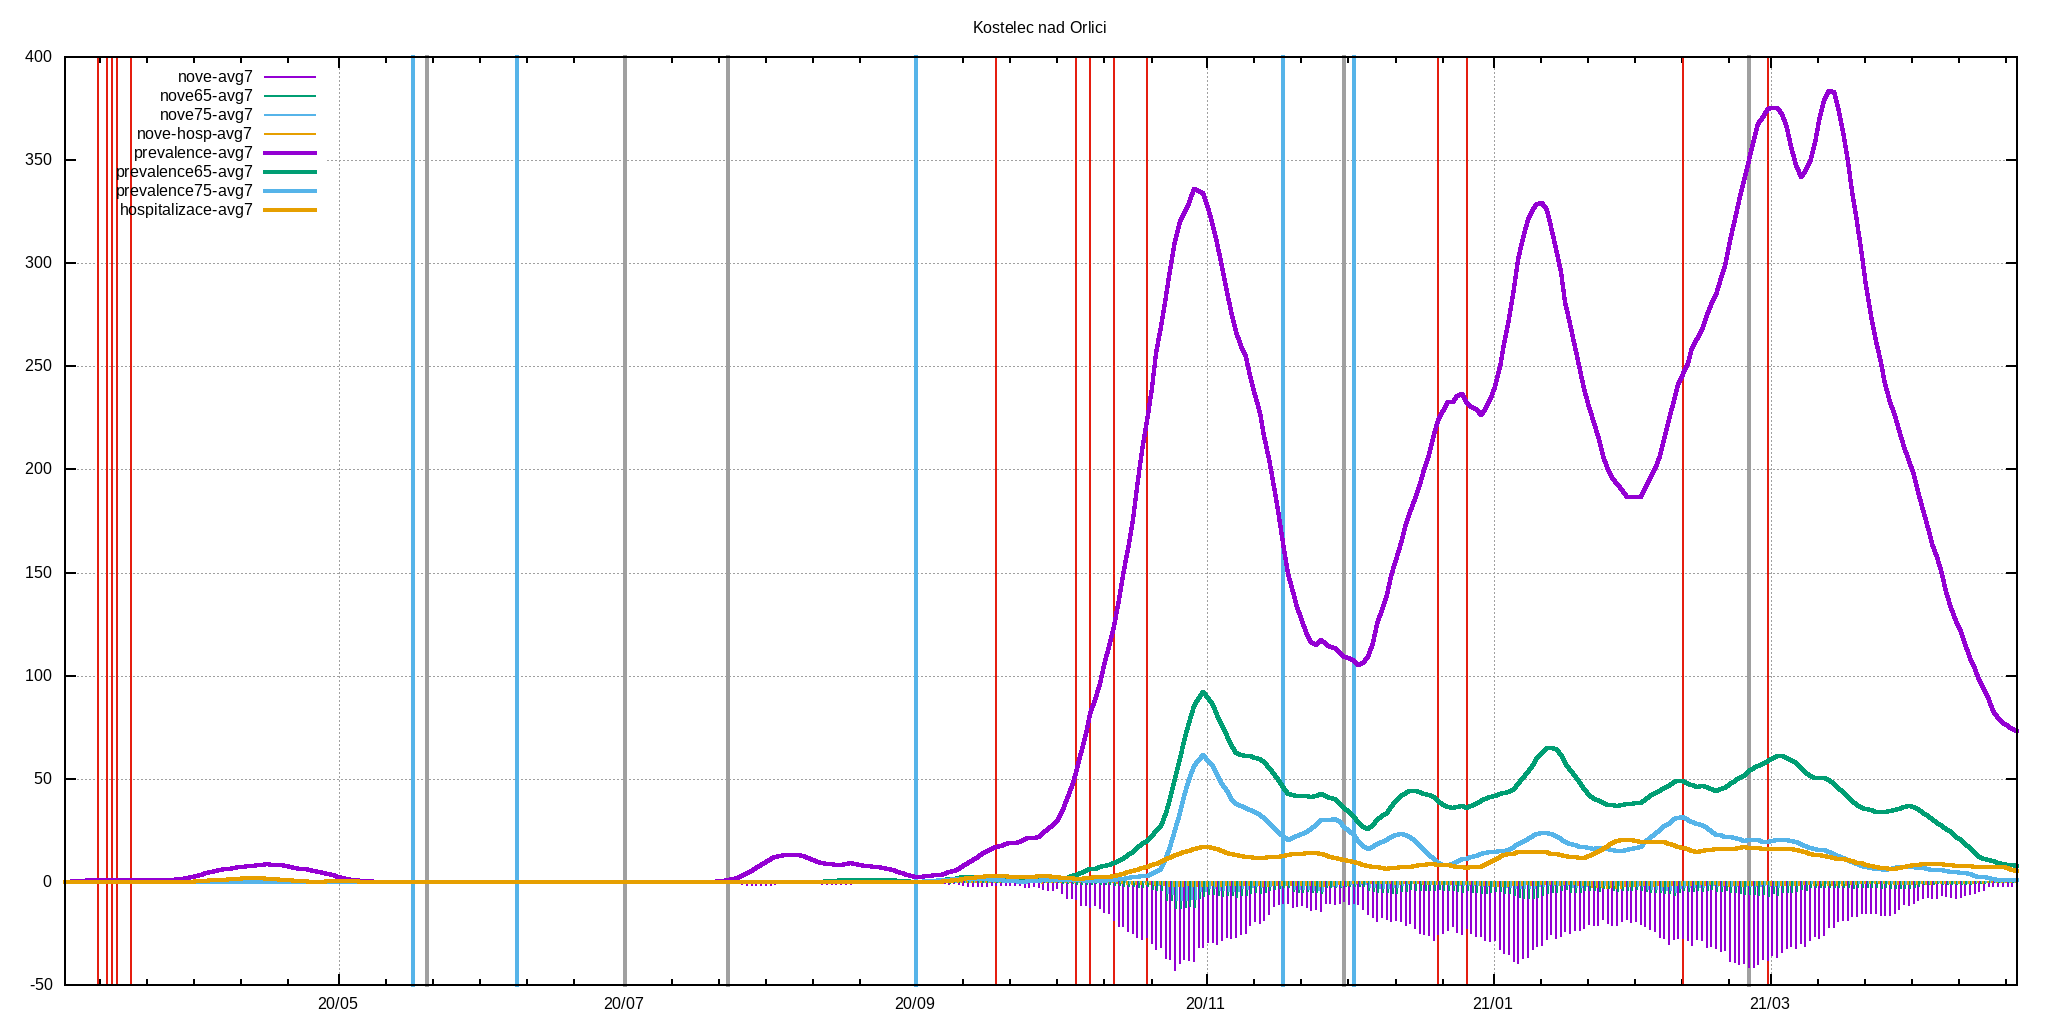 Kostelec nad Orlici
400
350
300
250
200
150
100
50
0
-50
nove-avg7
nove65-avg7
nove75-avg7
nove-hosp-avg7
prevalence-avg7
prevalence65-avg7
prevalence75-avg7
hospitalizace-avg7
20/05 20/07 20/09 20/11 21/01 21/03